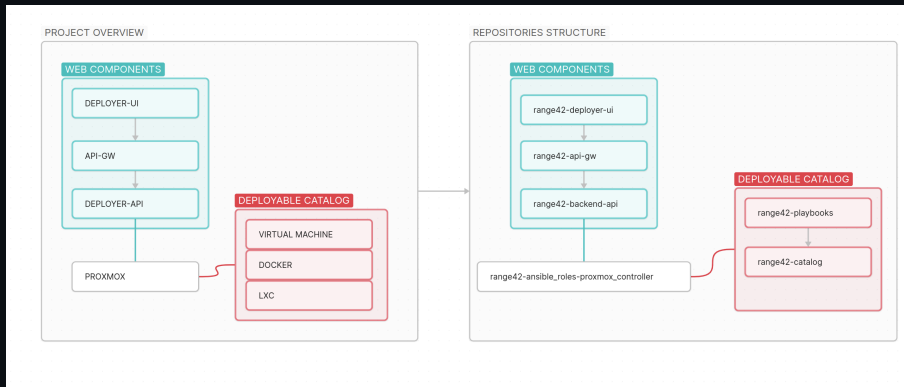 PROJECT OVERVIEW
WEB COMPONENTS
DEPLOYER-UI
API-GW
DEPLOYER-API
PROXMOX
DEPLOYABLE CATALOG
VIRTUAL MACHINE
DOCKER
LXC
REPOSITORIES STRUCTURE
WEB COMPONENTS
range42-deployer-ui
range42-api-gw
range42-backend-api
range42-ansible_roles-proxmox_controller
DEPLOYABLE CATALOG
range42-playbooks
range42-catalog